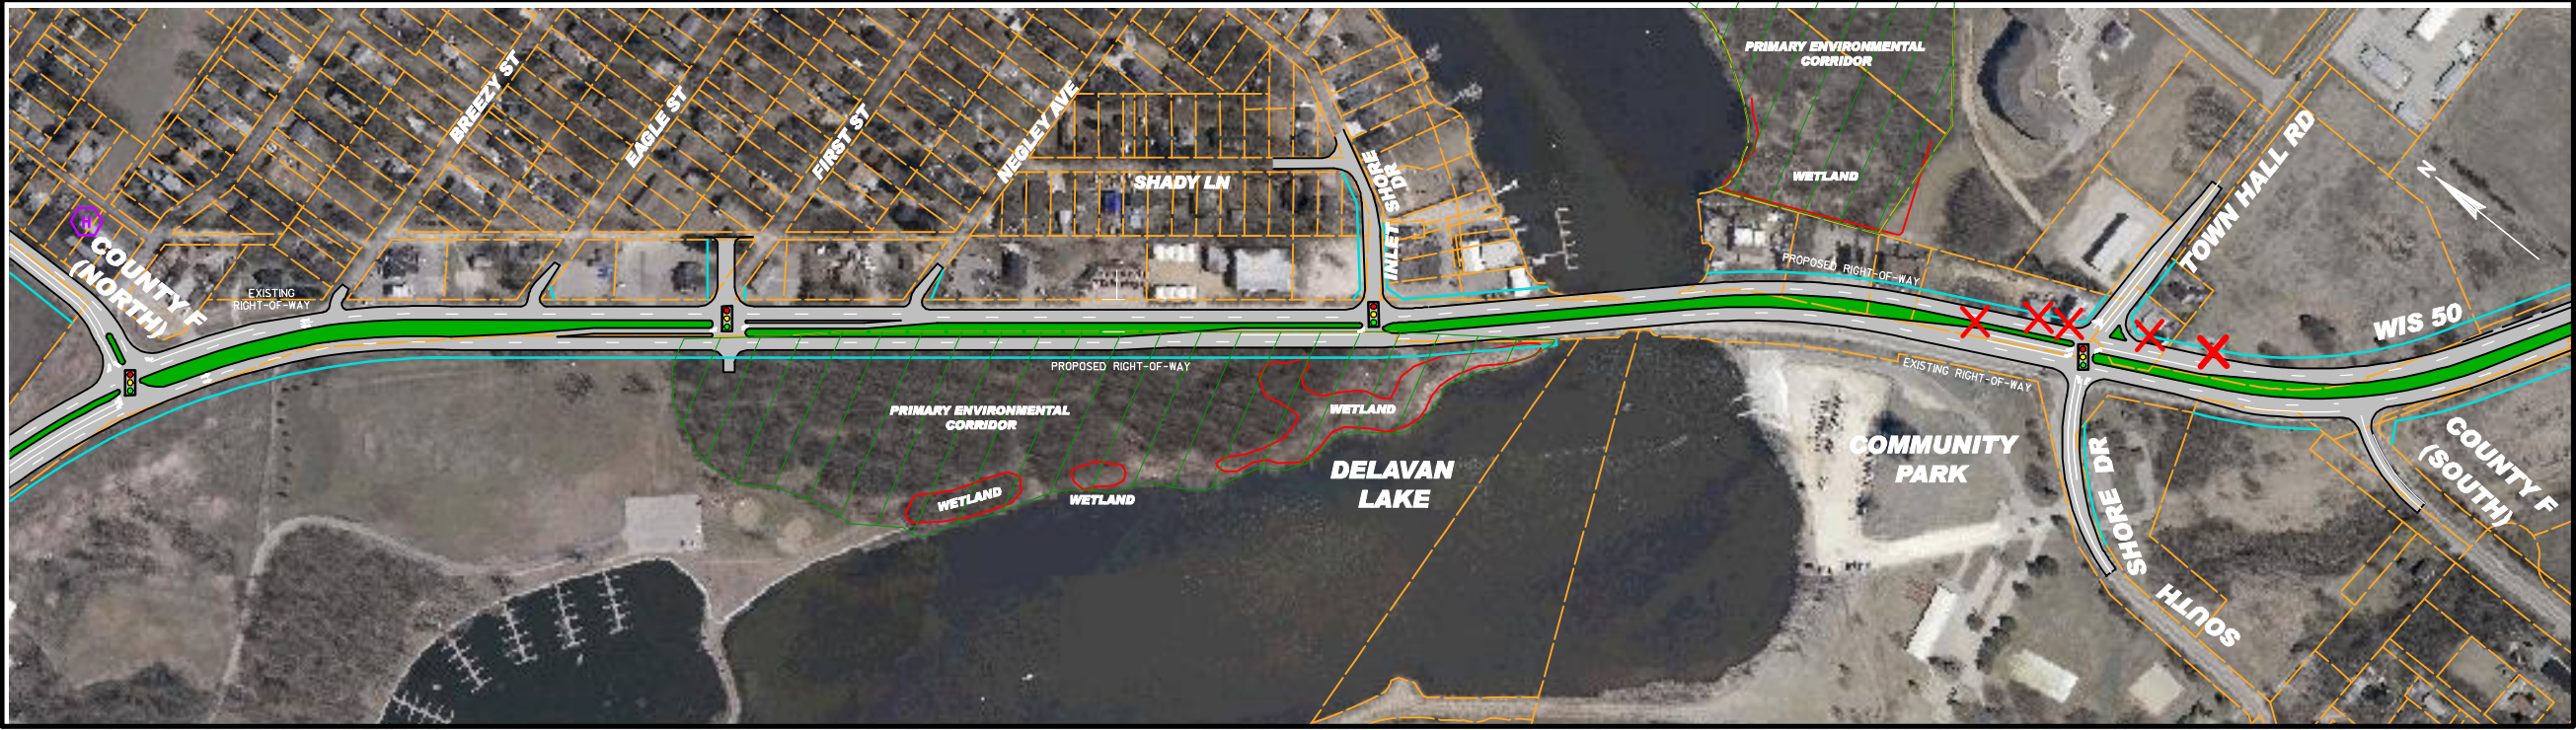 BREEZY ST
EAGLE ST
FIRST ST
NEGLEY AVE
SHADY LN
INLET SHORE
DR
PRIMARY ENVIRONMENTAL
CORRIDOR
WETLAND
TOWN HALL RD
N
H
COUNTY F
(NORTH)
EXISTING
RIGHT-OF-WAY
PROPOSED RIGHT-OF-WAY
WIS 50
PROPOSED RIGHT-OF-WAY
EXISTING RIGHT-OF-WAY
PRIMARY ENVIRONMENTAL
CORRIDOR
WETLAND
WETLAND
WETLAND
DELAVAN
LAKE
COMMUNITY
PARK
SOUTH SHORE DR
COUNTY F
(SOUTH)